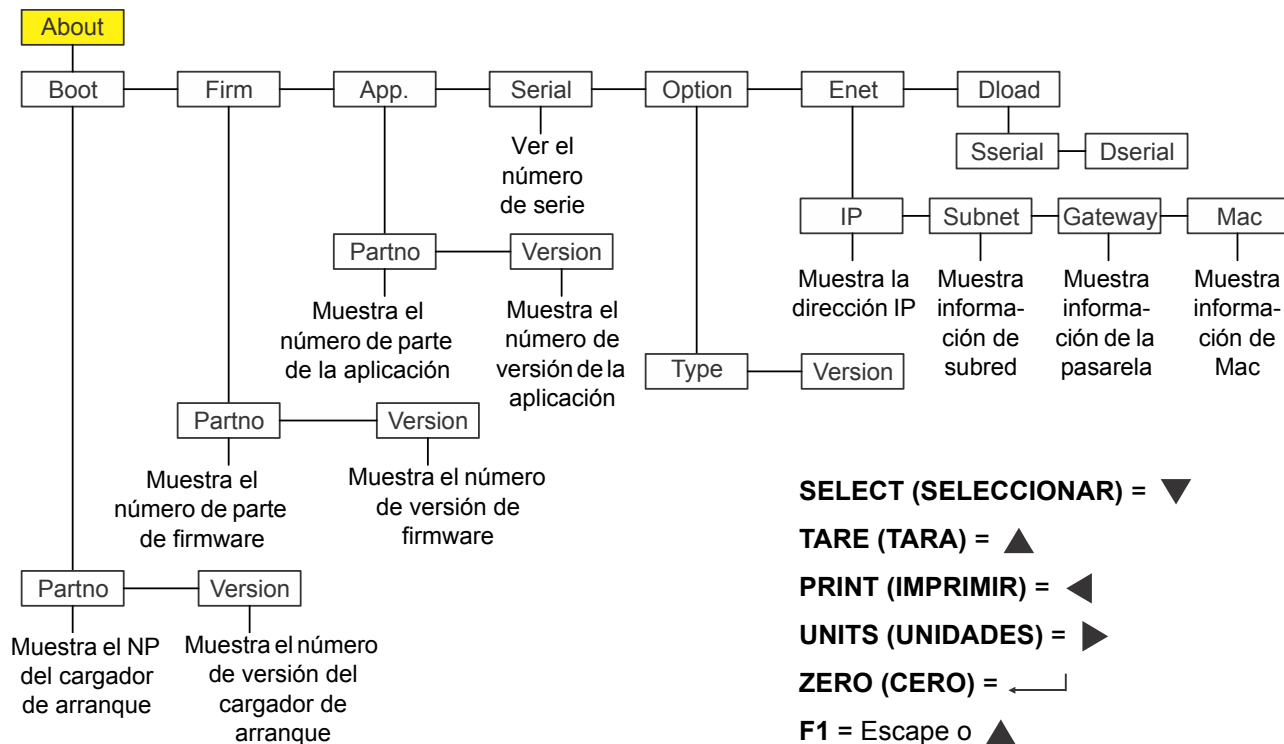 About
Boot
Firm
App.
Serial
Option
Enet
Dload
Ver el
número
de serie
Sserial
Dserial
IP
Subnet
Gateway
Mac
Muestra la
dirección IP
Muestra
informa-
ción de
subred
Muestra
informa-
ción de la
pasarela
Muestra
informa-
ción de
Mac
Partno
Version
Muestra el
número de parte
de la aplicación
Muestra el
número de
versión de la
aplicación
Type
Version
Partno
Version
Muestra el
número de parte
de firmware
Muestra el número
de versión de
firmware
Partno
Version
Muestra el NP
del cargador
de arranque
Muestra el número
de versión del
cargador de
arranque
SELECT (SELECCIONAR) = ▼
TARE (TARA) = ▲
PRINT (IMPRIMIR) = ◀
UNITS (UNIDADES) = ▶
ZERO (CERO) = ↵
F1 = Escape o ▲